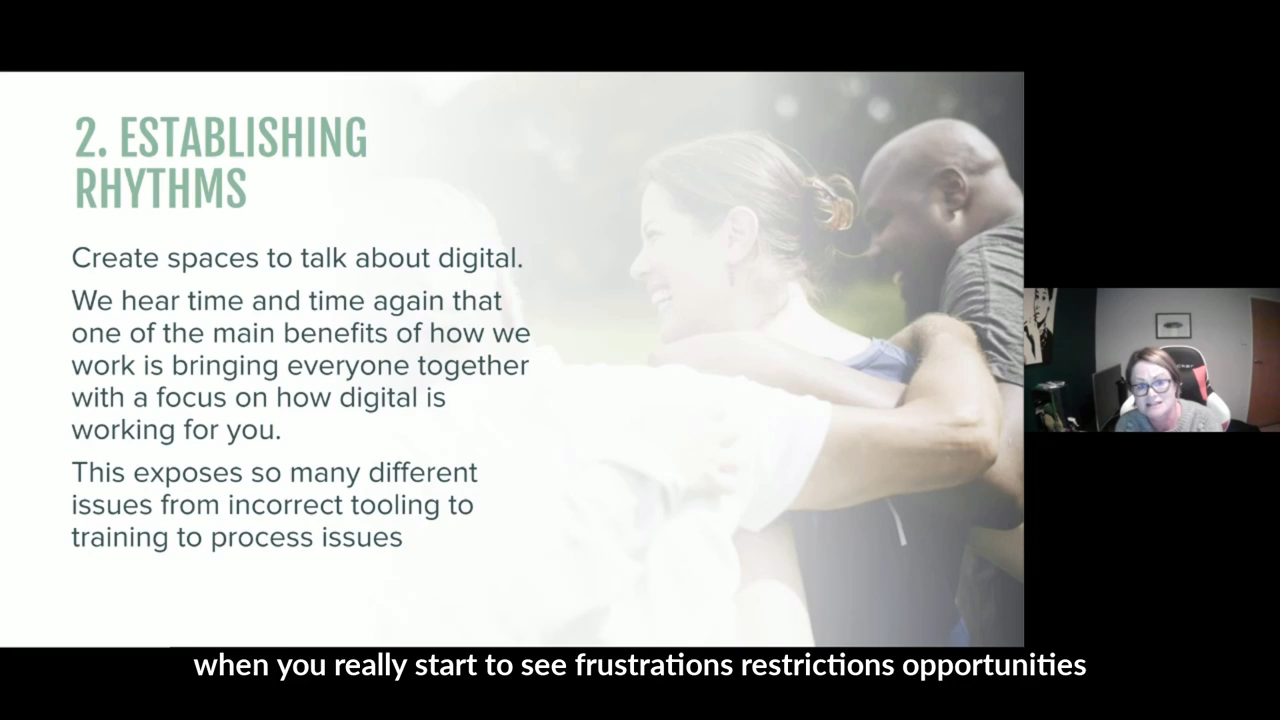 2. ESTABLISHING
RHYTHMS
Create spaces to talk about digital.
We hear time and time again that
one of the main benefits of how we
work is bringing everyone together
with a focus on how digital is
working for you.
This exposes so many different
issues from incorrect tooling to
training to process issues
when you really start to see frustrations restrictions opportunities